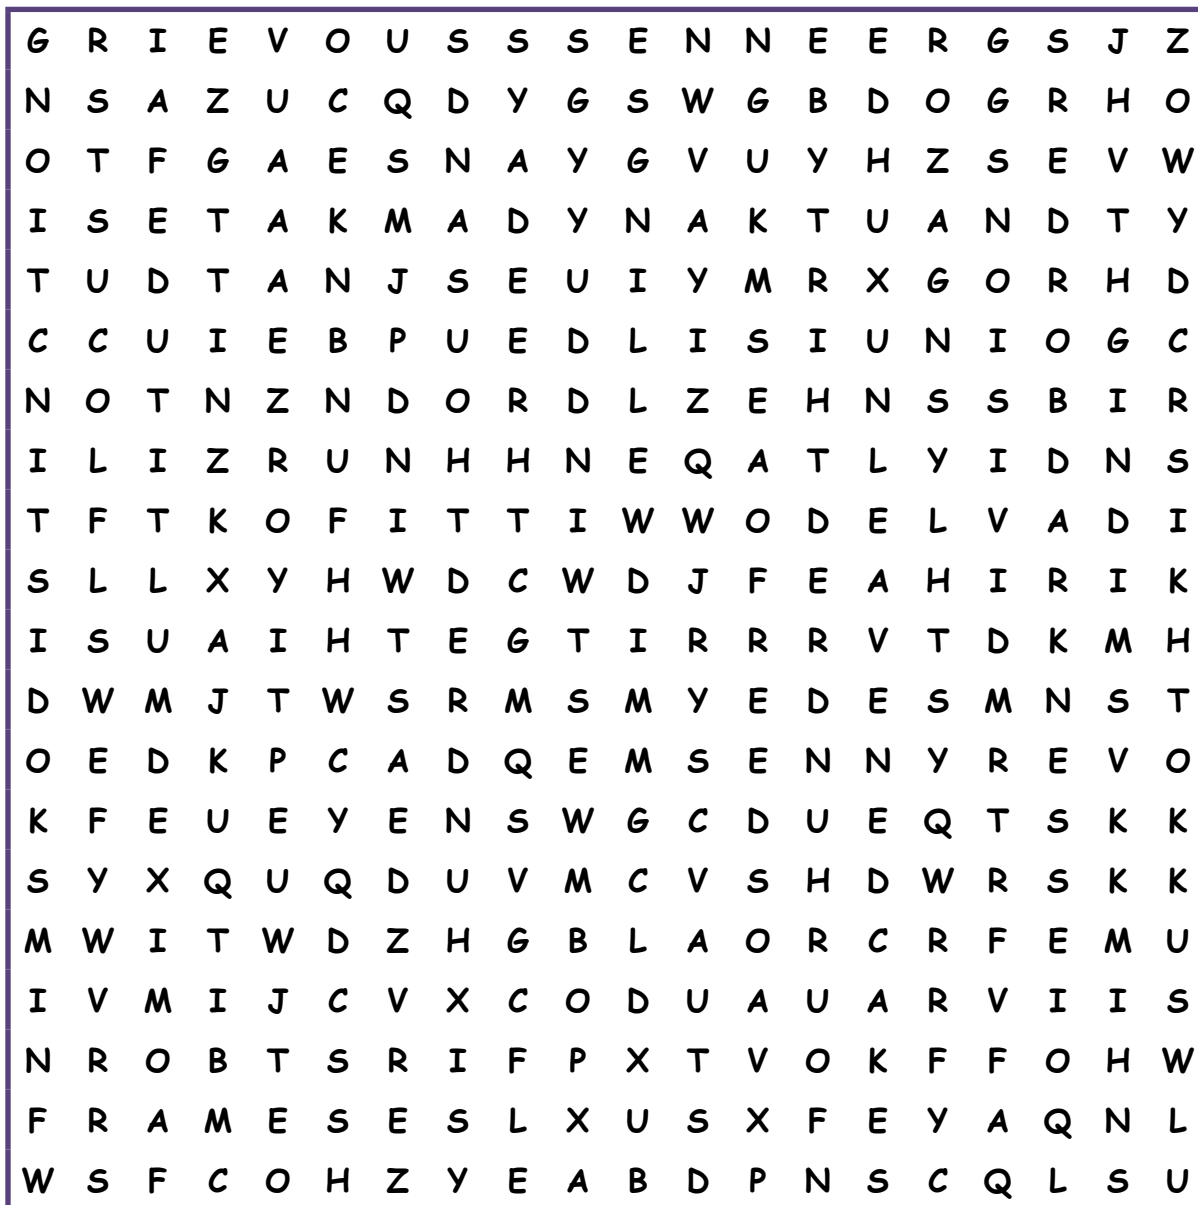 G R I E V O U S S S E N N E E R G S J Z
N S A Z U C Q D Y G S W G B D O G R H O
O T F G A E S N A Y G V U Y H Z S E V W
I S E T A K M A D Y N A K T U A N D T Y
T U D T A N J S E U I Y M R X G O R H D
C C U I E B P U E D L I S I U N I O G C
N O T N Z N D O R D L Z E H N S S B I R
I L I Z R U N H H N E Q A T L Y I D N S
T F T K O F I T T I W W O D E L V A D I
S L L X Y H W D C W D J F E A H I R I K
I S U A I H T E G T I R R R V T D K M H
D W M J T W S R M S M Y E D E S M N S T
O E D K P C A D Q E M S E N N Y R E V O
K F E U E Y E N S W G C D U E Q T S K K
S Y X Q U Q D U V M C V S H D W R S K K
M W I T W D Z H G B L A O R C R F E M U
I V M I J C V X C O D U A U A R V I I S
N R O B T S R I F P X T V O K F F O H W
F R A M E S E S L X U S X F E Y A Q N L
W S F C O H Z Y E A B D P N S C Q L S U